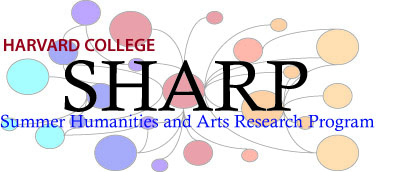 HARVARD COLLEGE
SHARP
Summer Humanities and Arts Research Program